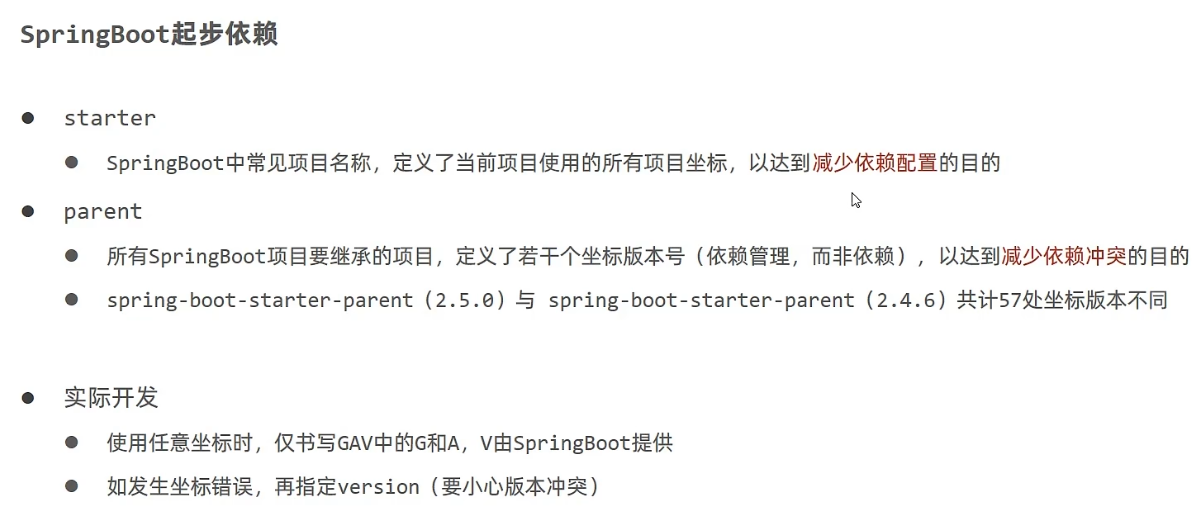 SpringBoot起步依赖
starter
SpringBoot中常见项目名称，定义了当前项目使用的所有项目坐标，以达到减少依赖配置的目的
parent
所有SpringBoot项目要继承的项目，定义了若干个坐标版本号（依赖管理，而非依赖），以达到减少依赖冲突的目的
spring-boot-starter-parent（2.5.0）与 spring-boot-starter-parent（2.4.6）共计57处坐标版本不同
实际开发
使用任意坐标时，仅书写GAV中的G和A，V由SpringBoot提供
如发生坐标错误，再指定version（要小心版本冲突）